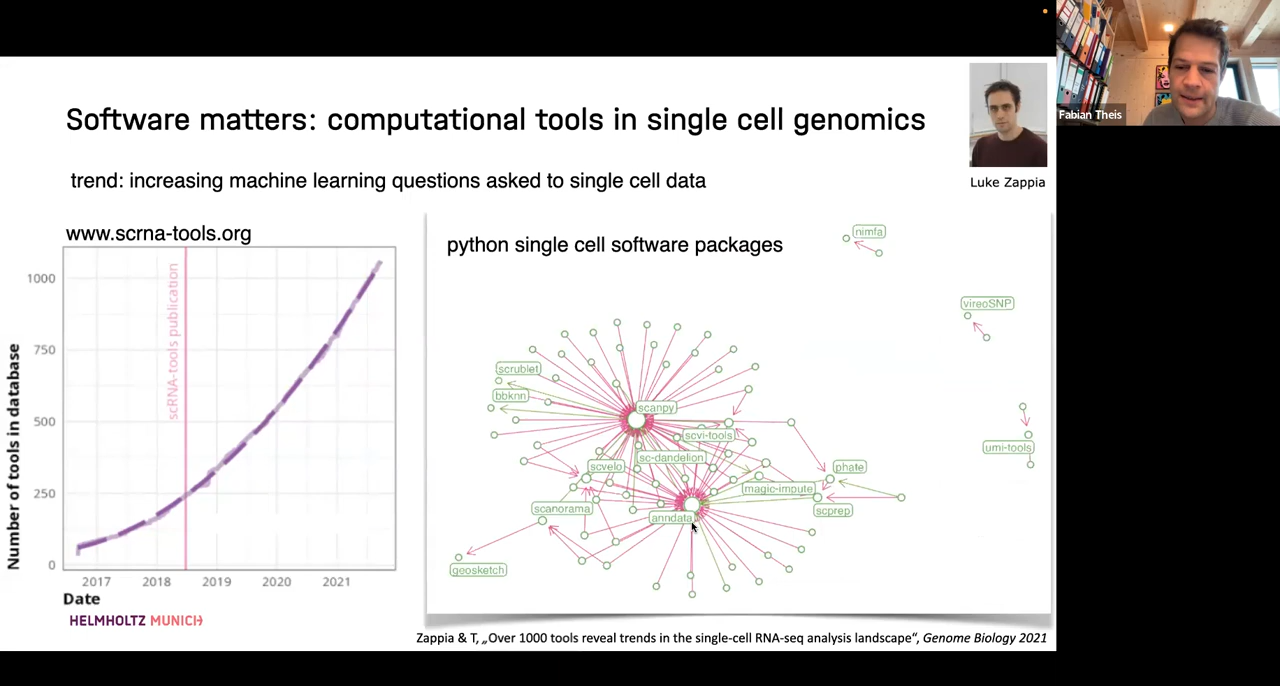 Fabian Theis
Software matters: computational tools in single cell genomics
Luke Zappia
trend: increasing machine learning questions asked to single cell data
www.scrna-tools.org
python single cell software packages
Number of tools in database
1000
750
500
250
0
scRNA-tools publication
2017 2018 2019 2020 2021
Date
nimfa
vireoSNP
scrublet
bbknn
scanpy
scvi-tools
umi-tools
sc-dandelion
scvelo
phate
magic-impute
scanorama
scprep
anndata
geosketch
HELMHOLTZ MUNICH
Zappia & T, „Over 1000 tools reveal trends in the single-cell RNA-seq analysis landscape“, Genome Biology 2021